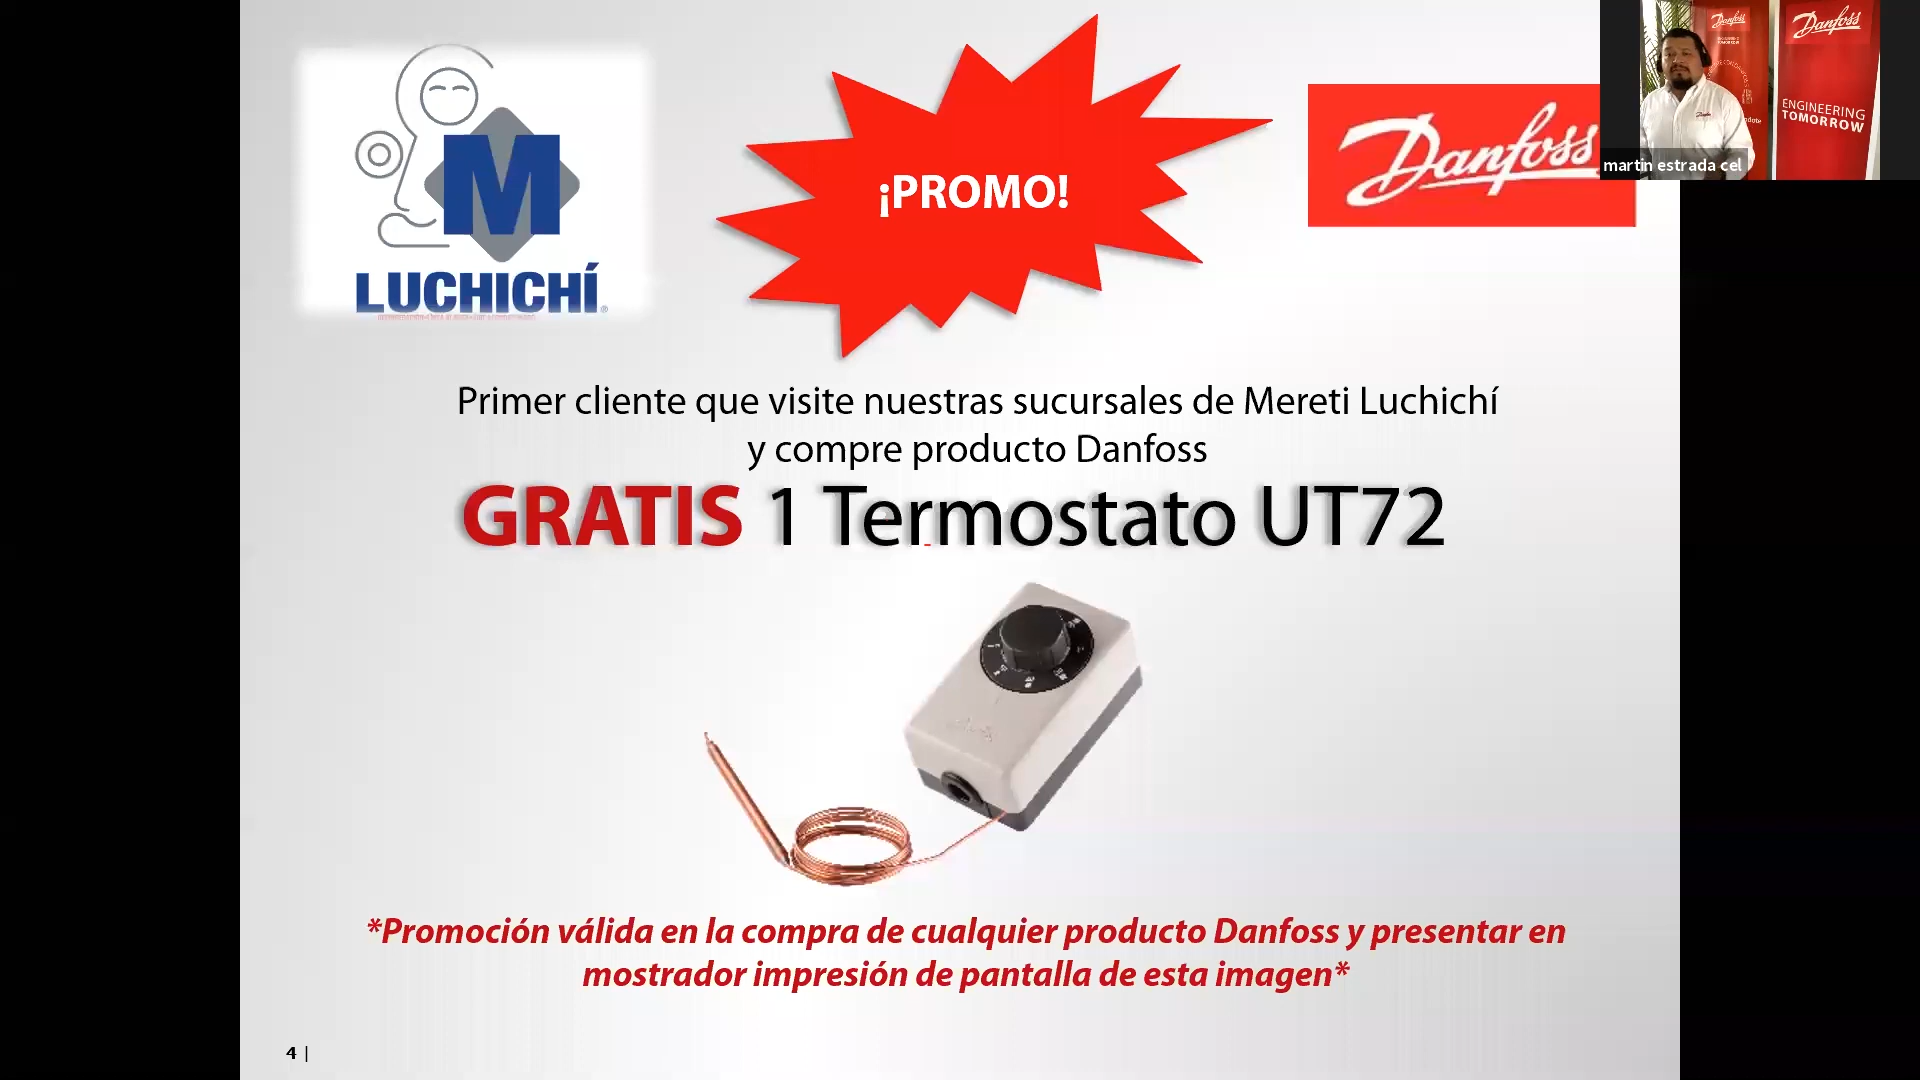 M
LUCHICHÍ
¡PROMO!
Danfoss
Danfoss
Danfoss
ENGINEERING
TOMORROW
martin estrada cel
Primer cliente que visite nuestras sucursales de Mereti Luchichí
y compre producto Danfoss
GRATIS 1 Termostato UT72
*Promoción válida en la compra de cualquier producto Danfoss y presentar en
mostrador impresión de pantalla de esta imagen*
4 |